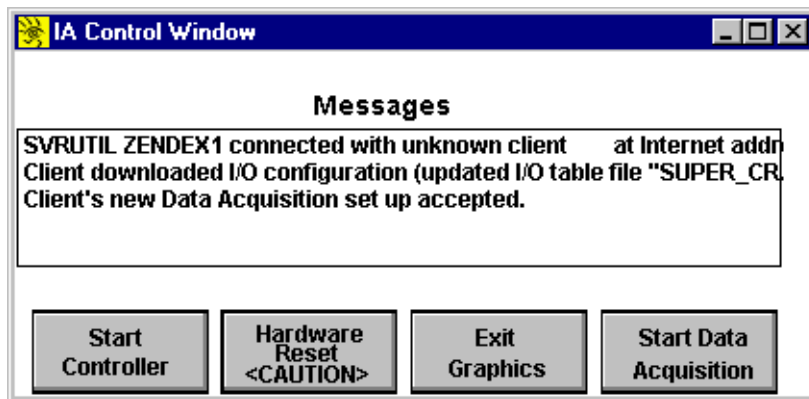 IA Control Window
Messages
SVRUTIL ZENDEX1 connected with unknown client at Internet addr
Client downloaded I/O configuration (updated I/O table file "SUPER_CR
Client's new Data Acquisition set up accepted.
Start
Controller
Hardware
Reset
<CAUTION>
Exit
Graphics
Start Data
Acquisition